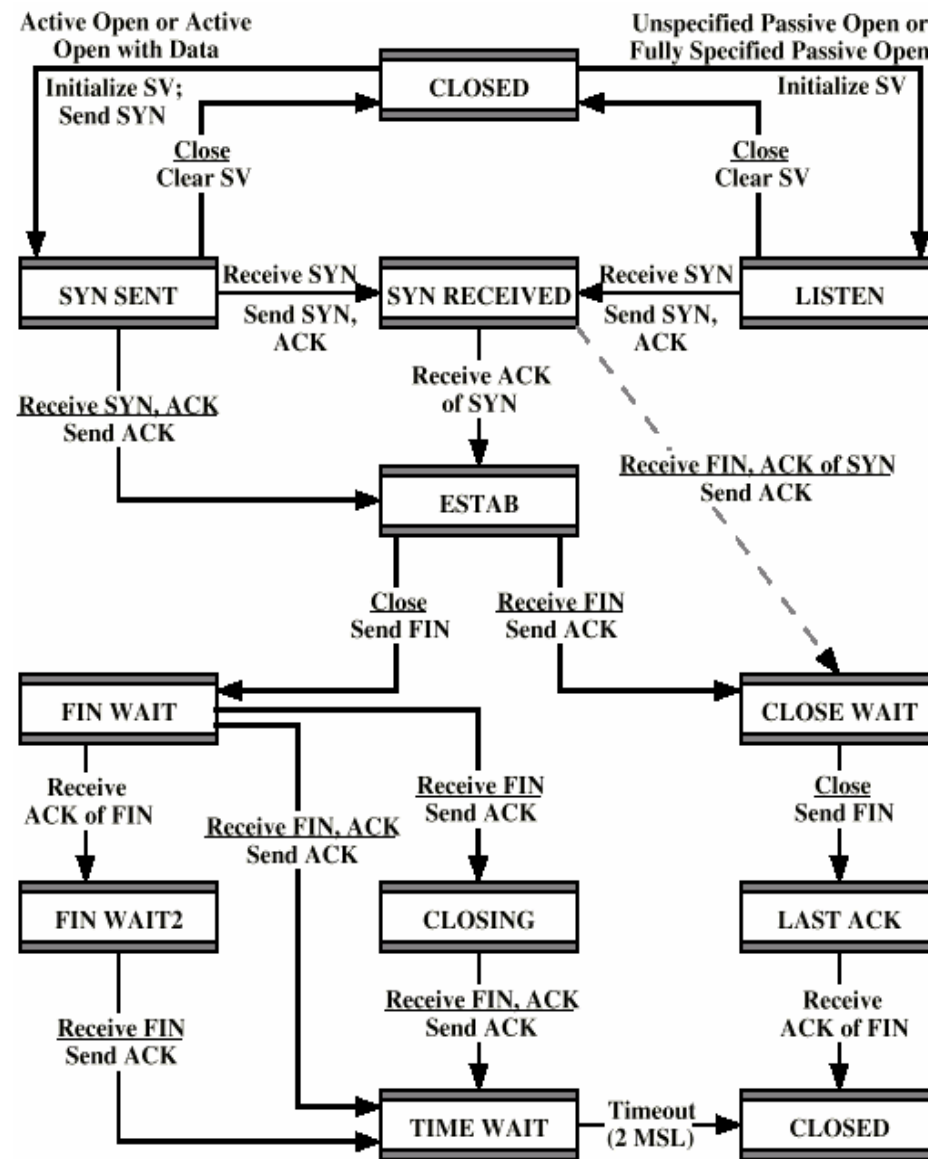 Active Open or Active
Open with Data
Unspecified Passive Open or
Fully Specified Passive Open
CLOSED
Initialize SV;
Send SYN
Initialize SV
Close
Clear SV
Close
Clear SV
SYN SENT
Receive SYN
Send SYN,
ACK
SYN RECEIVED
Receive SYN
Send SYN,
ACK
LISTEN
Receive SYN, ACK
Send ACK
Receive ACK
of SYN
Receive FIN, ACK of SYN
Send ACK
ESTAB
Close
Send FIN
Receive FIN
Send ACK
FIN WAIT
CLOSE WAIT
Receive
ACK of FIN
Receive FIN, ACK
Send ACK
Receive FIN
Send ACK
Close
Send FIN
FIN WAIT2
CLOSING
LAST ACK
Receive FIN
Send ACK
Receive FIN, ACK
Send ACK
Receive
ACK of FIN
TIME WAIT
Timeout
(2 MSL)
CLOSED